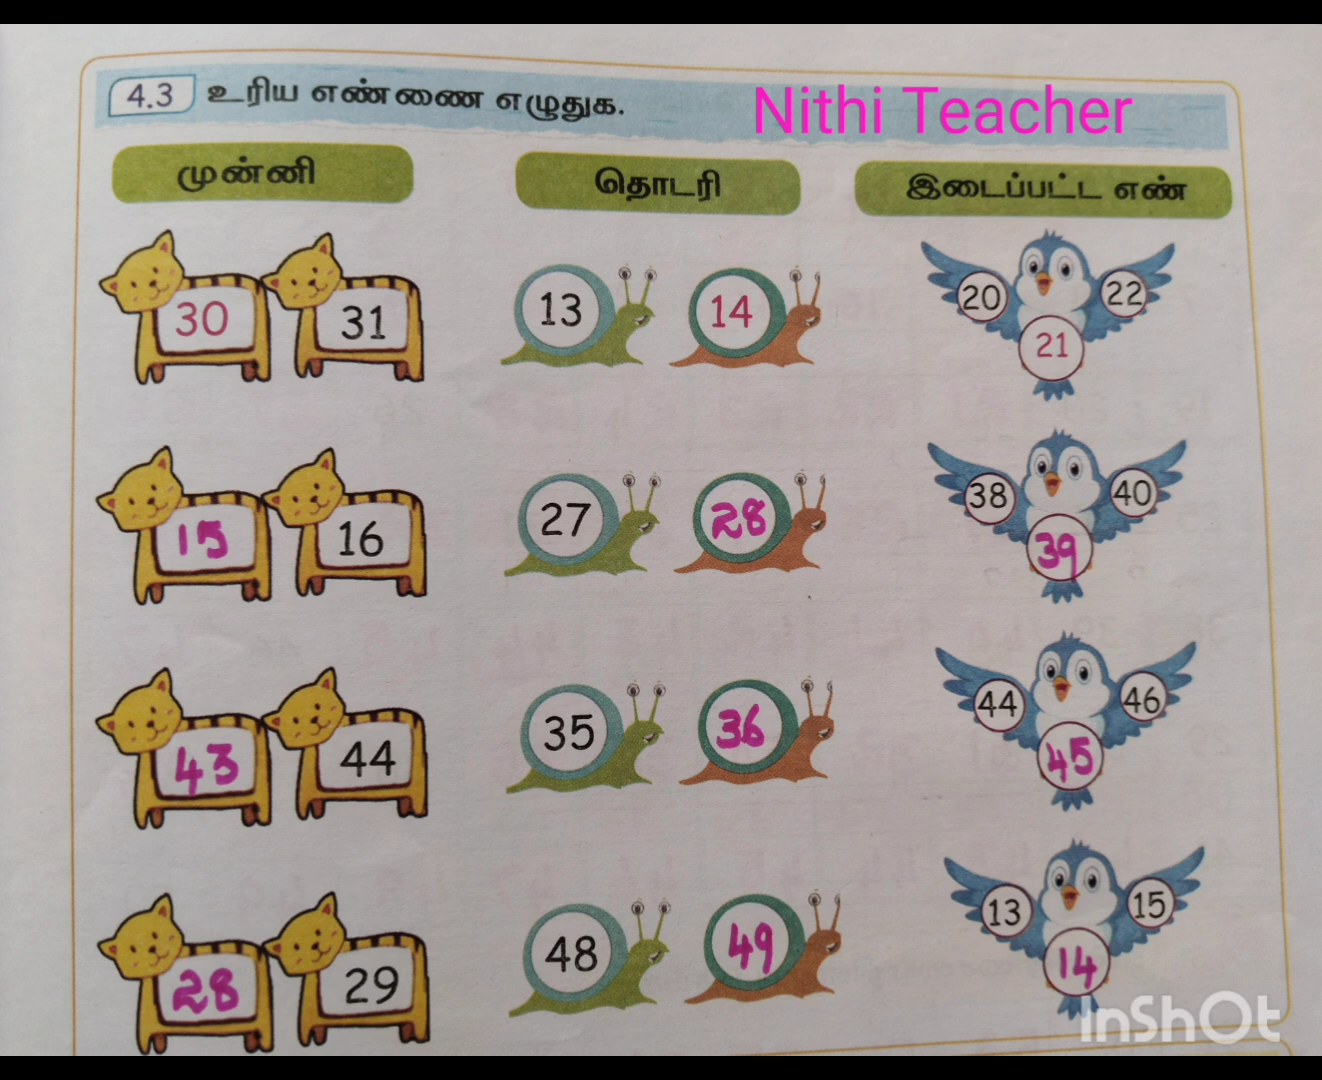 4.3 உரிய எண்ணை எழுதுக.
Nithi Teacher
முன்னி தொடரி இடைப்பட்ட எண்
30 31 13 14 20 22
21
15 16 27 28 38 40
39
43 44 35 36 44 46
45
28 29 48 49 13 15
14
InShOt